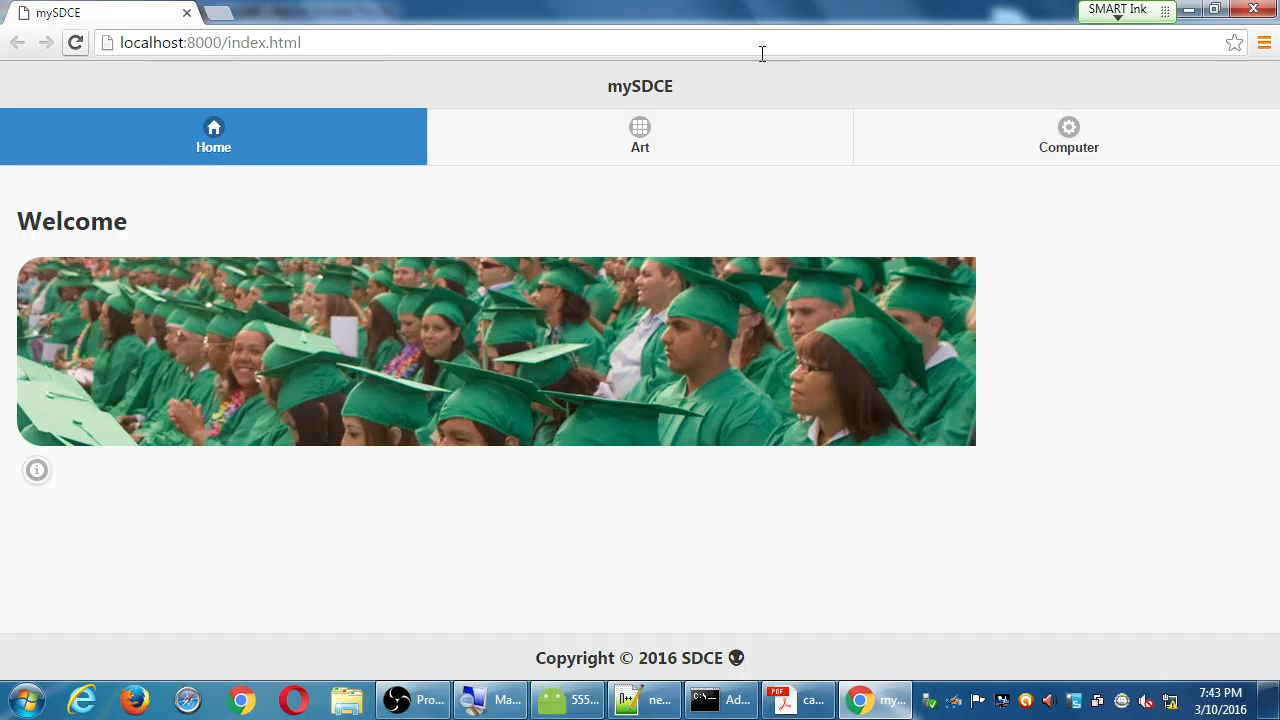 mySDCE
SMART Ink
localhost:8000/index.html
mySDCE
Home
Art
Computer
Welcome
Copyright © 2016 SDCE
Pro...
Ma...
555...
ne...
Ad...
PDF
ca...
my...
7:43 PM
3/10/2016